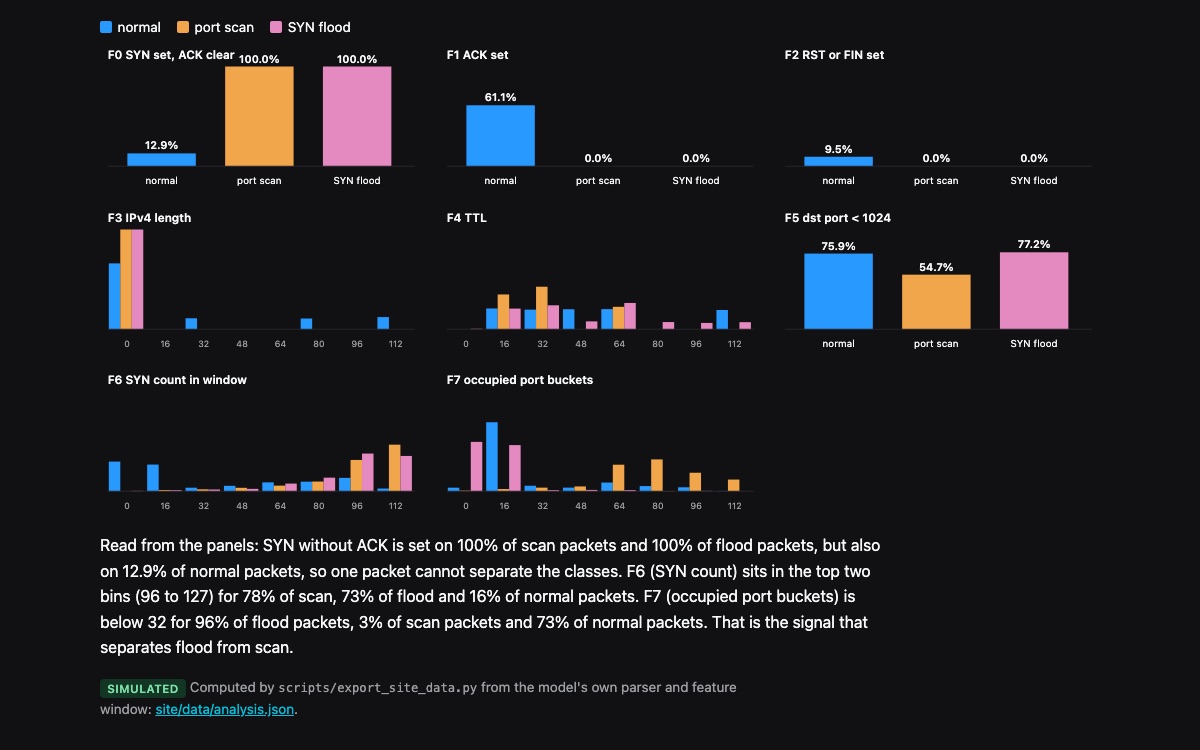 normal port scan SYN flood
F0 SYN set, ACK clear
100.0%
100.0%
12.9%
normal port scan SYN flood
F1 ACK set
61.1%
0.0%
0.0%
normal port scan SYN flood
F2 RST or FIN set
9.5%
0.0%
0.0%
normal port scan SYN flood
F3 IPv4 length
0 16 32 48 64 80 96 112
F4 TTL
0 16 32 48 64 80 96 112
F5 dst port < 1024
75.9%
54.7%
77.2%
normal port scan SYN flood
F6 SYN count in window
0 16 32 48 64 80 96 112
F7 occupied port buckets
0 16 32 48 64 80 96 112
Read from the panels: SYN without ACK is set on 100% of scan packets and 100% of flood packets, but also
on 12.9% of normal packets, so one packet cannot separate the classes. F6 (SYN count) sits in the top two
bins (96 to 127) for 78% of scan, 73% of flood and 16% of normal packets. F7 (occupied port buckets) is
below 32 for 96% of flood packets, 3% of scan packets and 73% of normal packets. That is the signal that
separates flood from scan.
SIMULATED Computed by scripts/export_site_data.py from the model's own parser and feature
window: site/data/analysis.json.